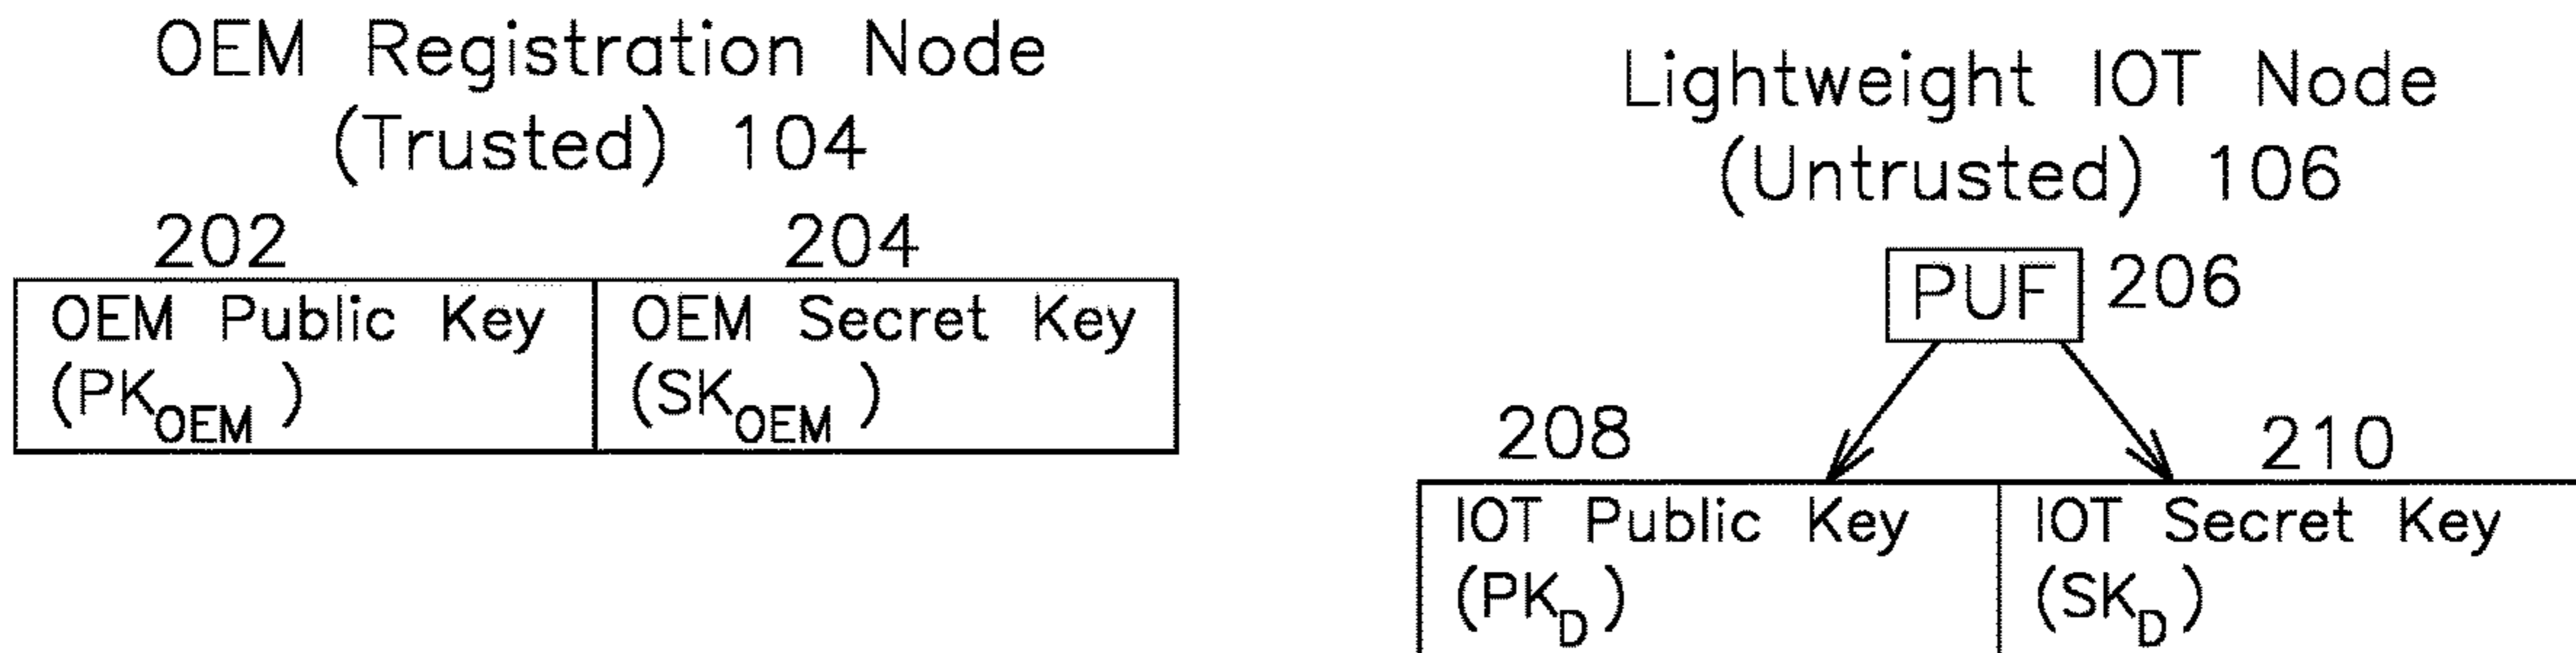 OEM Registration Node
(Trusted) 104
202 204
OEM Public Key
(PK_OEM)
OEM Secret Key
(SK_OEM)
Lightweight IOT Node
(Untrusted) 106
PUF 206
208 210
IOT Public Key
(PK_D)
IOT Secret Key
(SK_D)